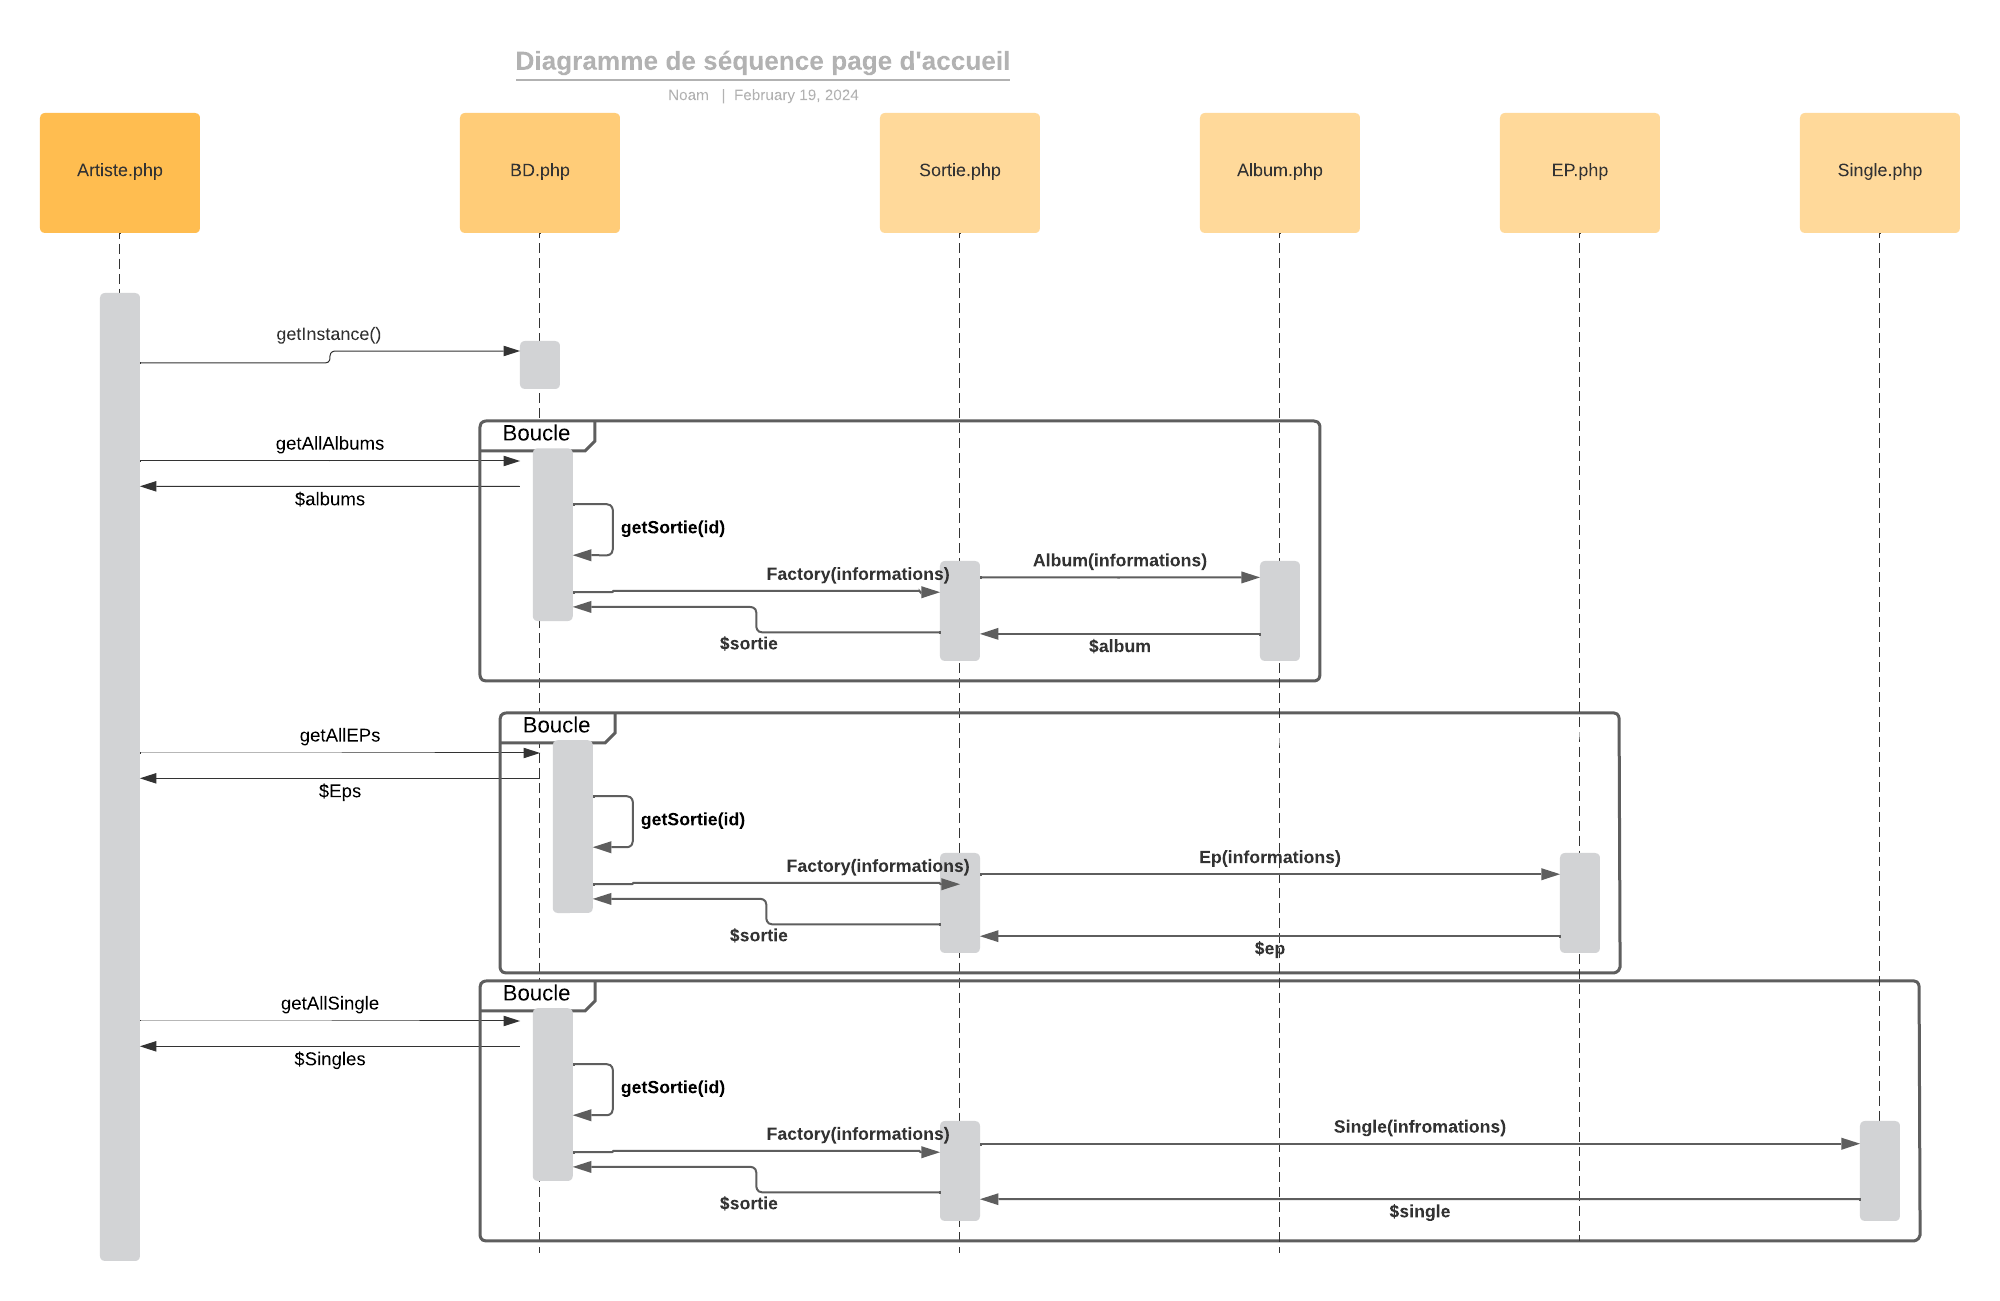 Diagramme de séquence page d'accueil
Noam | February 19, 2024
Artiste.php
BD.php
Sortie.php
Album.php
EP.php
Single.php
getInstance()
Boucle
getAllAlbums
$albums
getSortie(id)
Factory(informations)
Album(informations)
$sortie
$album
Boucle
getAllEPs
$Eps
getSortie(id)
Factory(informations)
Ep(informations)
$sortie
$ep
Boucle
getAllSingle
$Singles
getSortie(id)
Factory(informations)
Single(infromations)
$sortie
$single